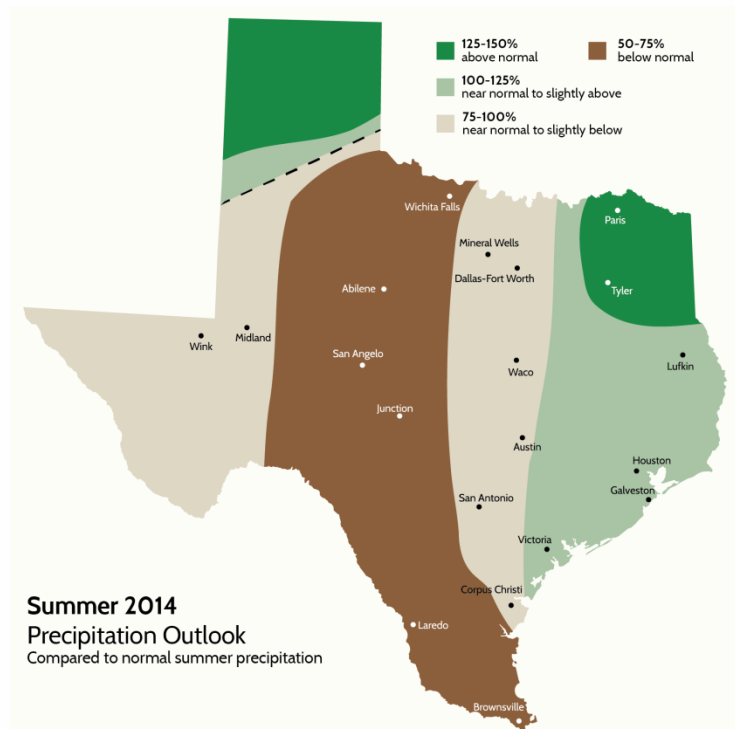 125-150%
above normal
50-75%
below normal
100-125%
near normal to slightly above
75-100%
near normal to slightly below
Wichita Falls
Paris
Mineral Wells
Dallas-Fort Worth
Abilene
Tyler
Wink
Midland
San Angelo
Waco
Lufkin
Junction
Austin
Houston
San Antonio
Galveston
Victoria
Corpus Christi
Laredo
Brownsville
Summer 2014
Precipitation Outlook
Compared to normal summer precipitation